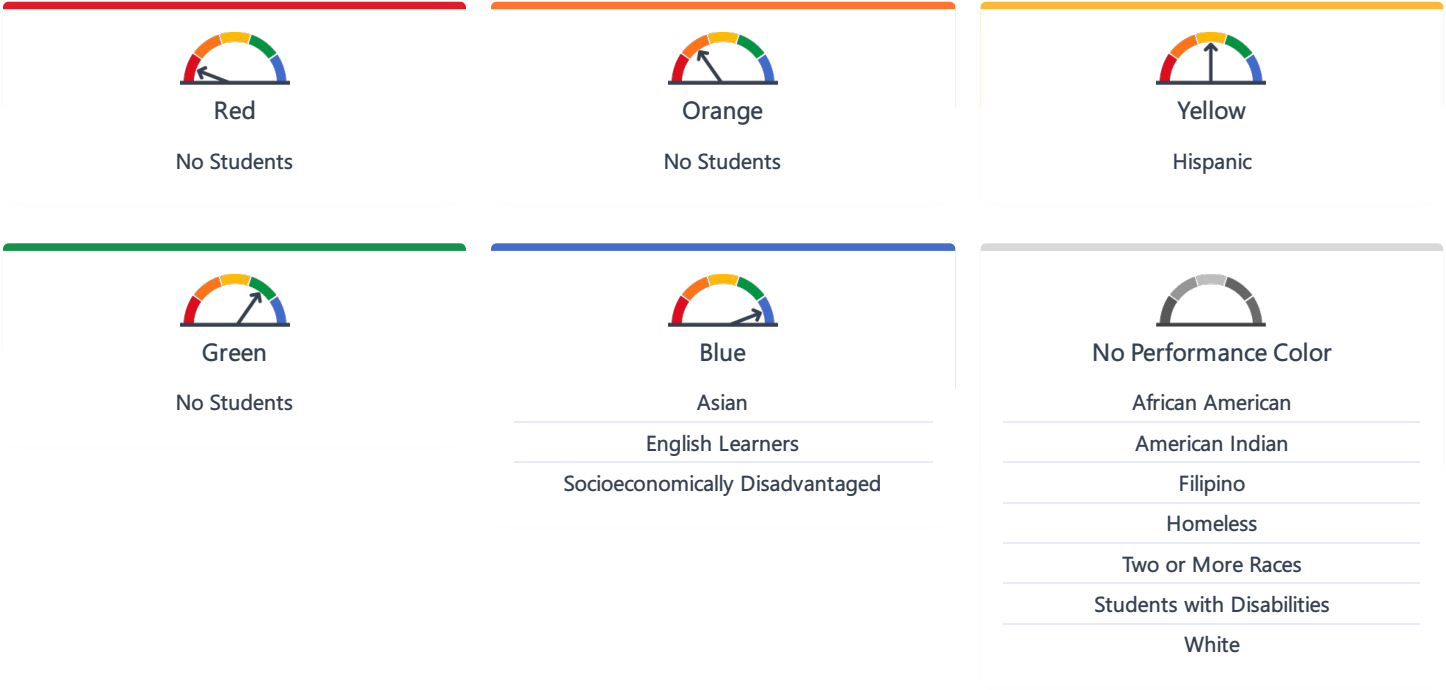 Red
No Students
Orange
No Students
Yellow
Hispanic
Green
No Students
Blue
Asian
English Learners
Socioeconomically Disadvantaged
No Performance Color
African American
American Indian
Filipino
Homeless
Two or More Races
Students with Disabilities
White